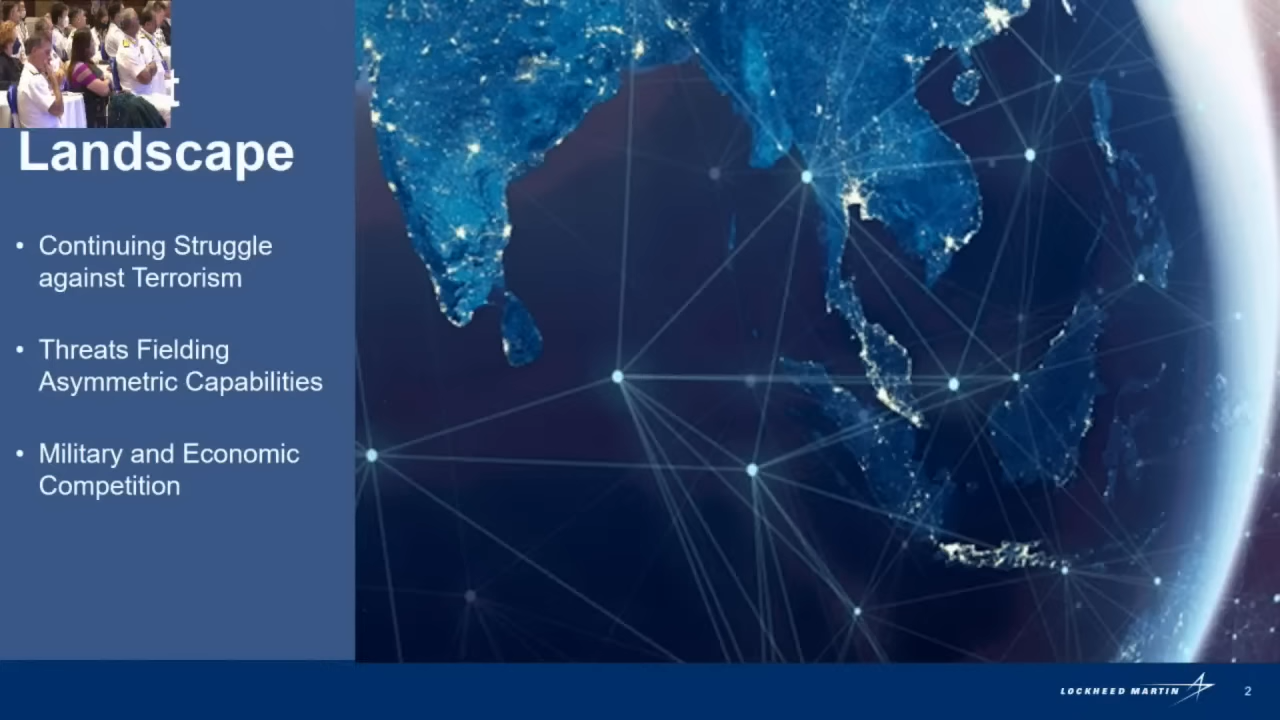 Landscape
• Continuing Struggle
against Terrorism
• Threats Fielding
Asymmetric Capabilities
• Military and Economic
Competition
LOCKHEED MARTIN
2